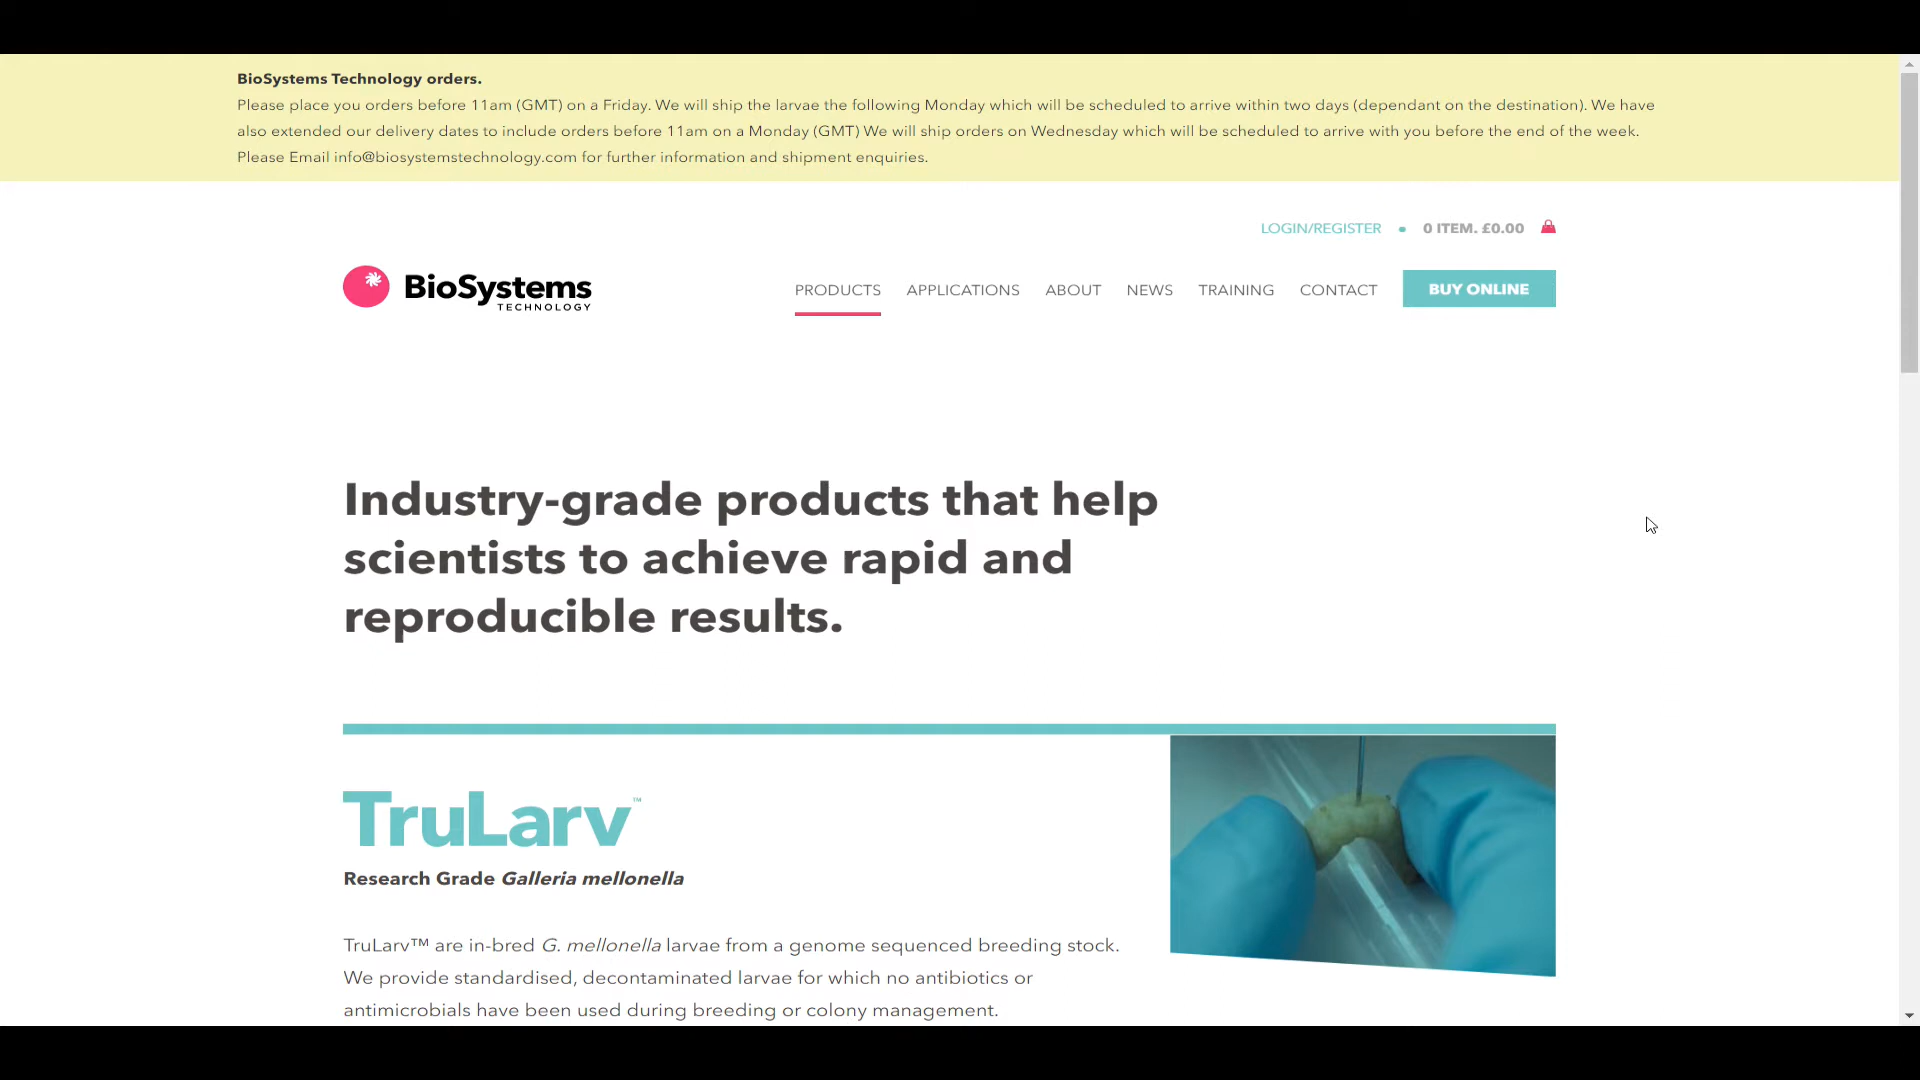 BioSystems Technology orders.
Please place you orders before 11am (GMT) on a Friday. We will ship the larvae the following Monday which will be scheduled to arrive within two days (dependant on the destination). We have
also extended our delivery dates to include orders before 11am on a Monday (GMT) We will ship orders on Wednesday which will be scheduled to arrive with you before the end of the week.
Please Email info@biosystemstechnology.com for further information and shipment enquiries.
LOGIN/REGISTER • 0 ITEM. £0.00
BioSystems
TECHNOLOGY
PRODUCTS APPLICATIONS ABOUT NEWS TRAINING CONTACT BUY ONLINE
Industry-grade products that help
scientists to achieve rapid and
reproducible results.
TruLarv™
Research Grade Galleria mellonella
TruLarv™ are in-bred G. mellonella larvae from a genome sequenced breeding stock.
We provide standardised, decontaminated larvae for which no antibiotics or
antimicrobials have been used during breeding or colony management.